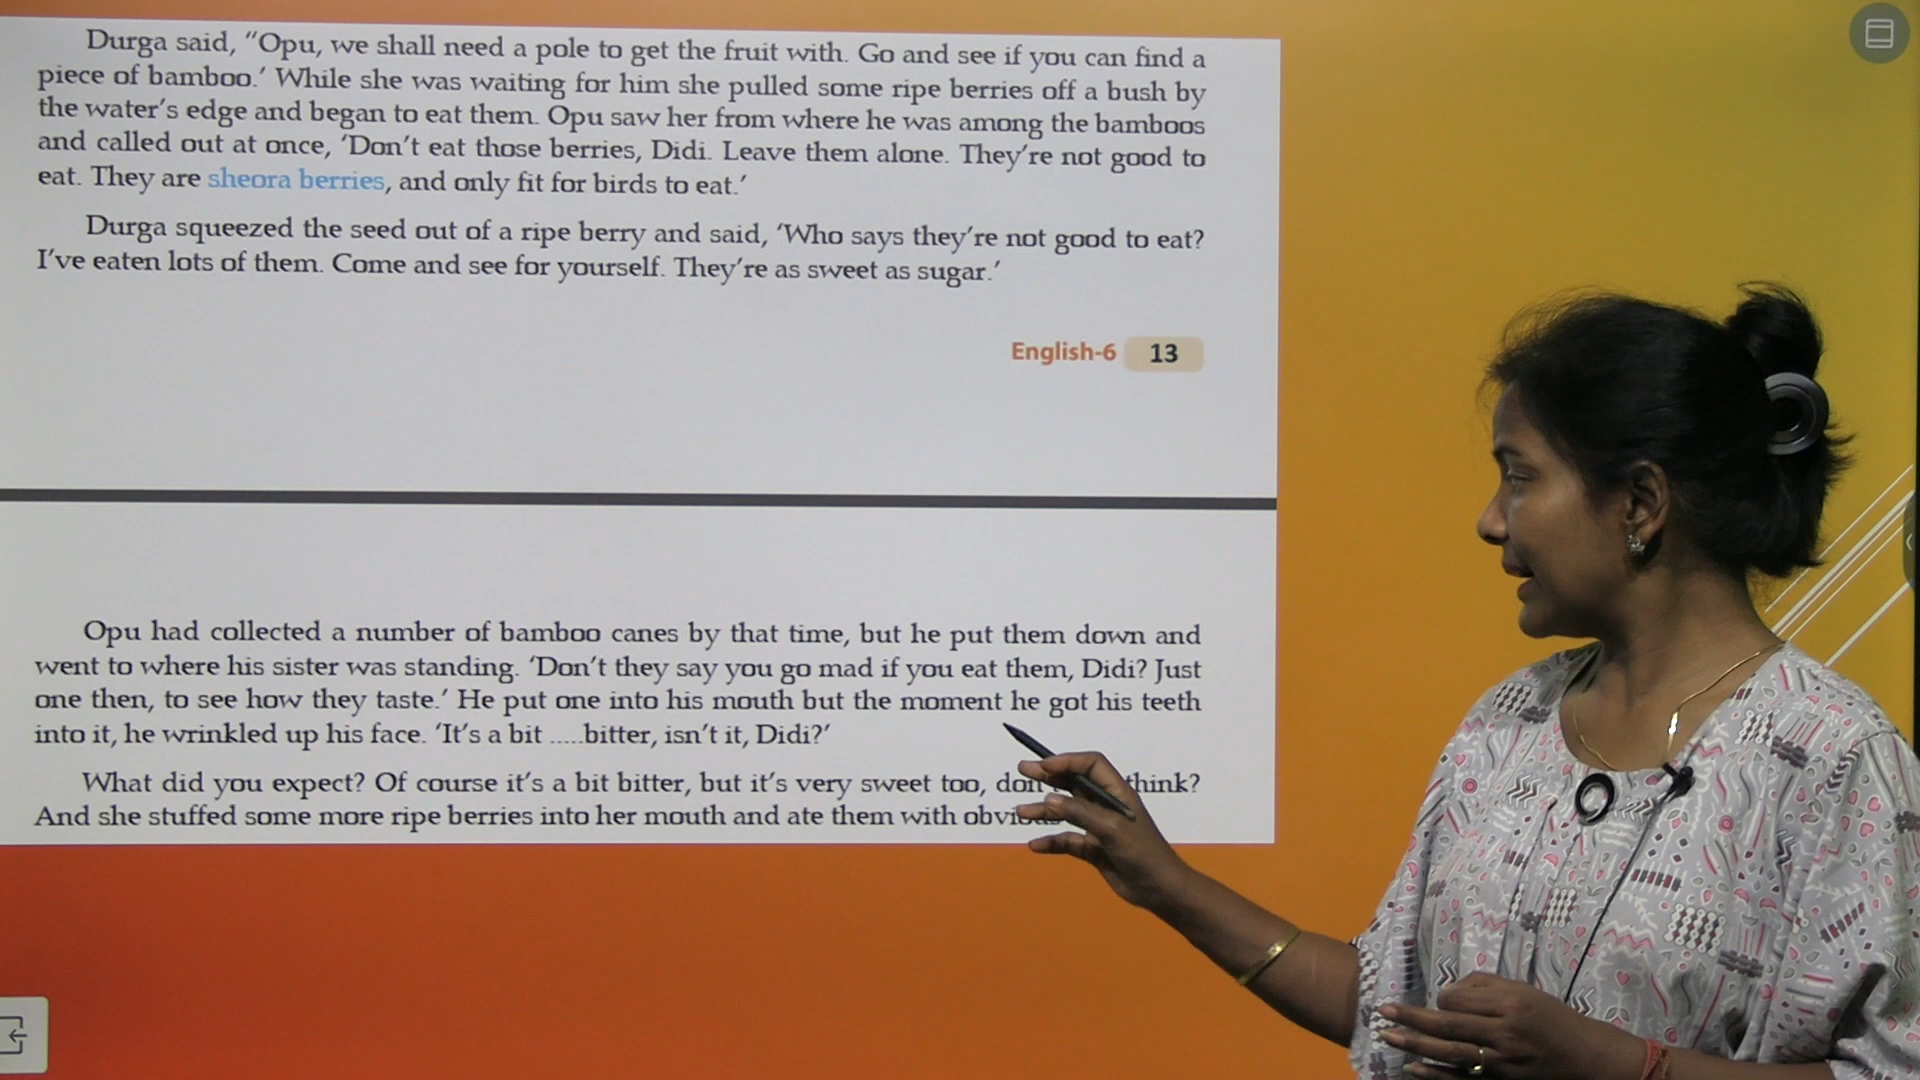 Durga said, “Opu, we shall need a pole to get the fruit with. Go and see if you can find a
piece of bamboo.’ While she was waiting for him she pulled some ripe berries off a bush by
the water’s edge and began to eat them. Opu saw her from where he was among the bamboos
and called out at once, ‘Don’t eat those berries, Didi. Leave them alone. They’re not good to
eat. They are sheora berries, and only fit for birds to eat.’
Durga squeezed the seed out of a ripe berry and said, ‘Who says they’re not good to eat?
I’ve eaten lots of them. Come and see for yourself. They’re as sweet as sugar.’
English-6 13
Opu had collected a number of bamboo canes by that time, but he put them down and
went to where his sister was standing. ‘Don’t they say you go mad if you eat them, Didi? Just
one then, to see how they taste.’ He put one into his mouth but the moment he got his teeth
into it, he wrinkled up his face. ‘It’s a bit .....bitter, isn’t it, Didi?’
What did you expect? Of course it’s a bit bitter, but it’s very sweet too, think?
And she stuffed some more ripe berries into her mouth and ate them with